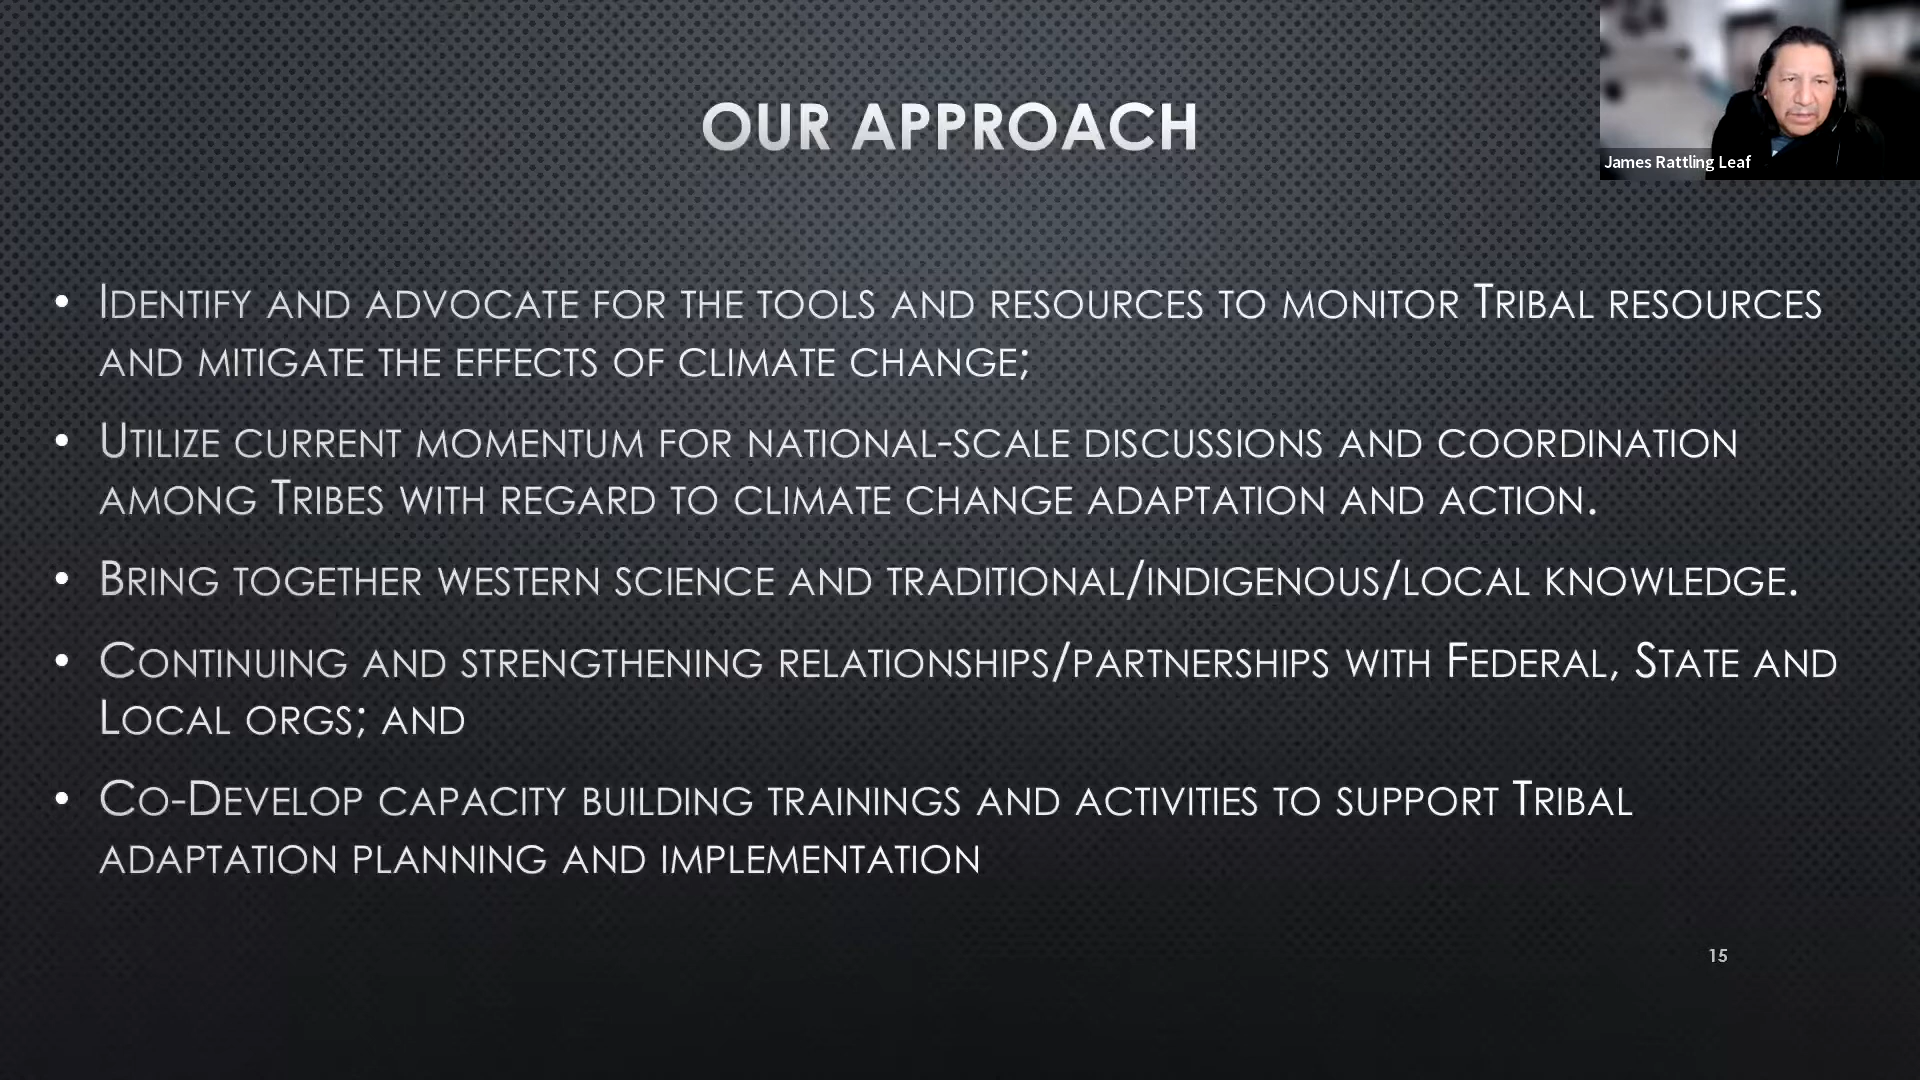 OUR APPROACH
James Rattling Leaf
• Identify and advocate for the tools and resources to monitor Tribal resources
and mitigate the effects of climate change;
• Utilize current momentum for national-scale discussions and coordination
among Tribes with regard to climate change adaptation and action.
• Bring together western science and traditional/indigenous/local knowledge.
• Continuing and strengthening relationships/partnerships with Federal, State and
Local orgs; and
• Co-Develop capacity building trainings and activities to support Tribal
adaptation planning and implementation
15